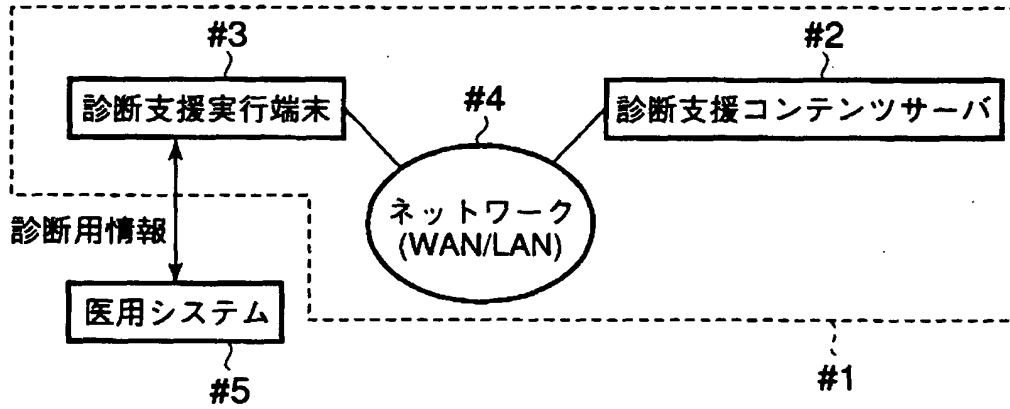 #3
#2
診断支援実行端末
#4
診断支援コンテンツサーバ
ネットワーク
(WAN/LAN)
診断用情報
医用システム
#5
#1